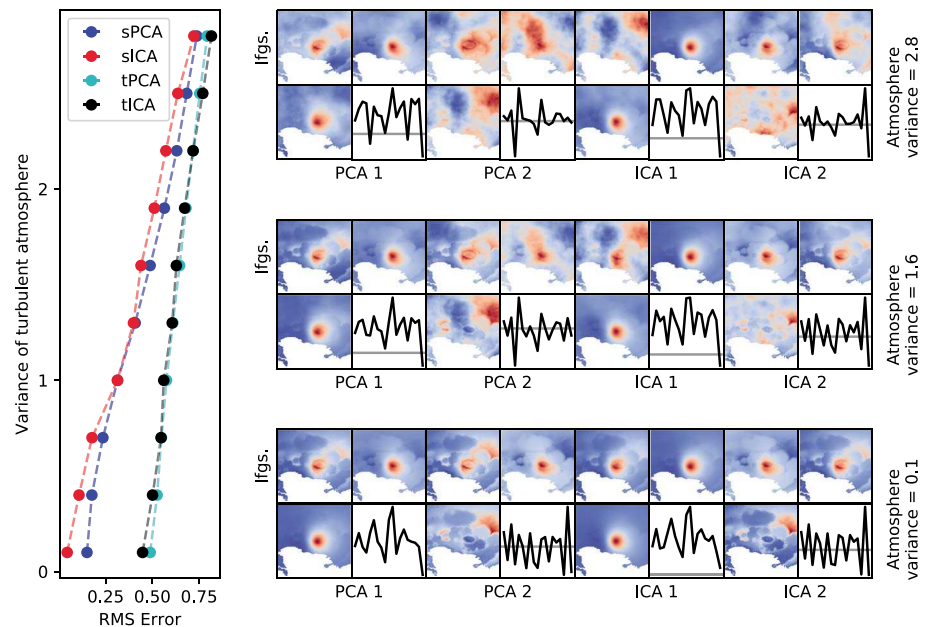 sPCA
sICA
tPCA
tICA
Variance of turbulent atmosphere
2
1
0
0.25 0.50 0.75
RMS Error
Ifgs.
PCA 1 PCA 2 ICA 1 ICA 2
Atmosphere
variance = 2.8
Ifgs.
PCA 1 PCA 2 ICA 1 ICA 2
Atmosphere
variance = 1.6
Ifgs.
PCA 1 PCA 2 ICA 1 ICA 2
Atmosphere
variance = 0.1